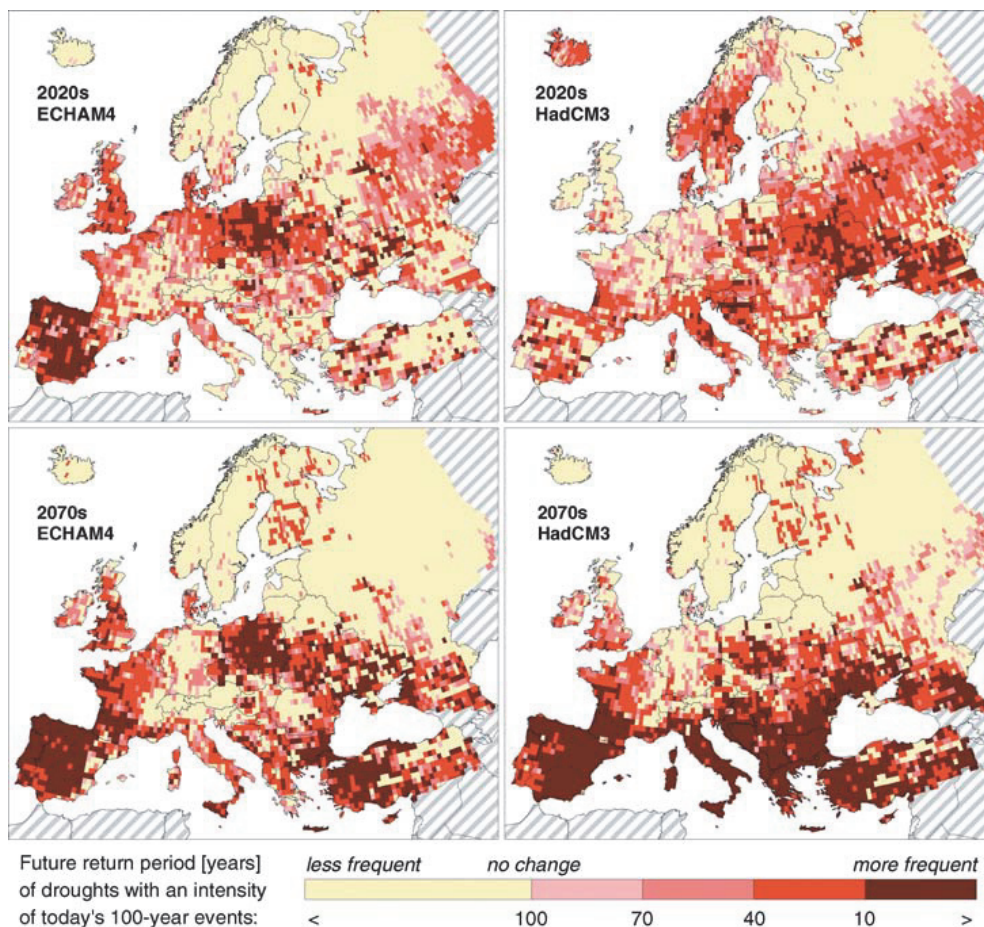 2020s
ECHAM4
2020s
HadCM3
2070s
ECHAM4
2070s
HadCM3
Future return period [years]
of droughts with an intensity
of today's 100-year events:
less frequent no change more frequent
< 100 70 40 10 >